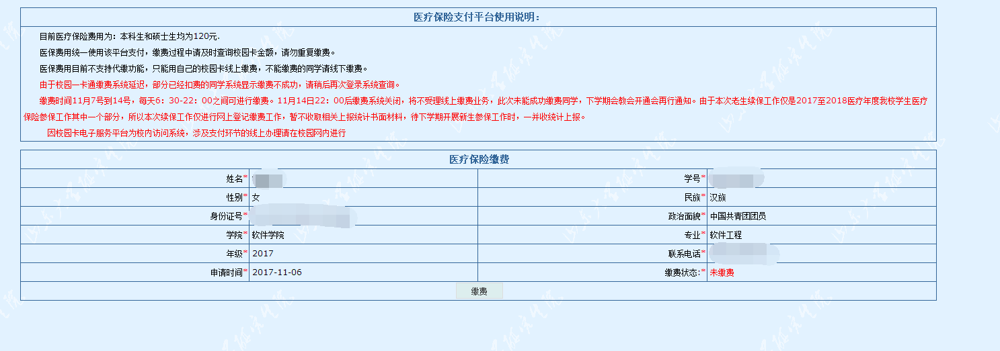 医疗保险支付平台使用说明：
目前医疗保险费用为：本科生和硕士生均为120元.
医保费用统一使用该平台支付，缴费过程中请及时查询校园卡金额，请勿重复缴费。
医保费用目前不支持代缴功能，只能用自己的校园卡线上缴费，不能缴费的同学请线下缴费。
由于校园一卡通缴费系统延迟，部分已经扣费的同学系统显示缴费不成功，请稍后再次登录系统查询。
缴费时间11月7号到14号，每天6：30-22：00之间可进行缴费。11月14日22：00后缴费系统关闭，将不受理线上缴费业务，此次未能成功缴费同学，下学期会教会开通会再行通知。由于本次老生续保工作仅是2017至2018医疗年度我校学生医疗
保险参保工作其中一个部分，所以本次续保工作仅进行网上登记缴费工作，暂不收取相关上报统计书面材料，待下学期开展新生参保工作时，一并收统计上报。
因校园卡电子服务平台为校内访问系统，涉及支付环节的线上办理请在校园网内进行
医疗保险缴费
姓名* 学号*
性别* 女 民族* 汉族
身份证号* 政治面貌* 中国共青团团员
学院* 软件学院 专业* 软件工程
年级* 2017 联系电话*
申请时间* 2017-11-06 缴费状态:* 未缴费
缴费